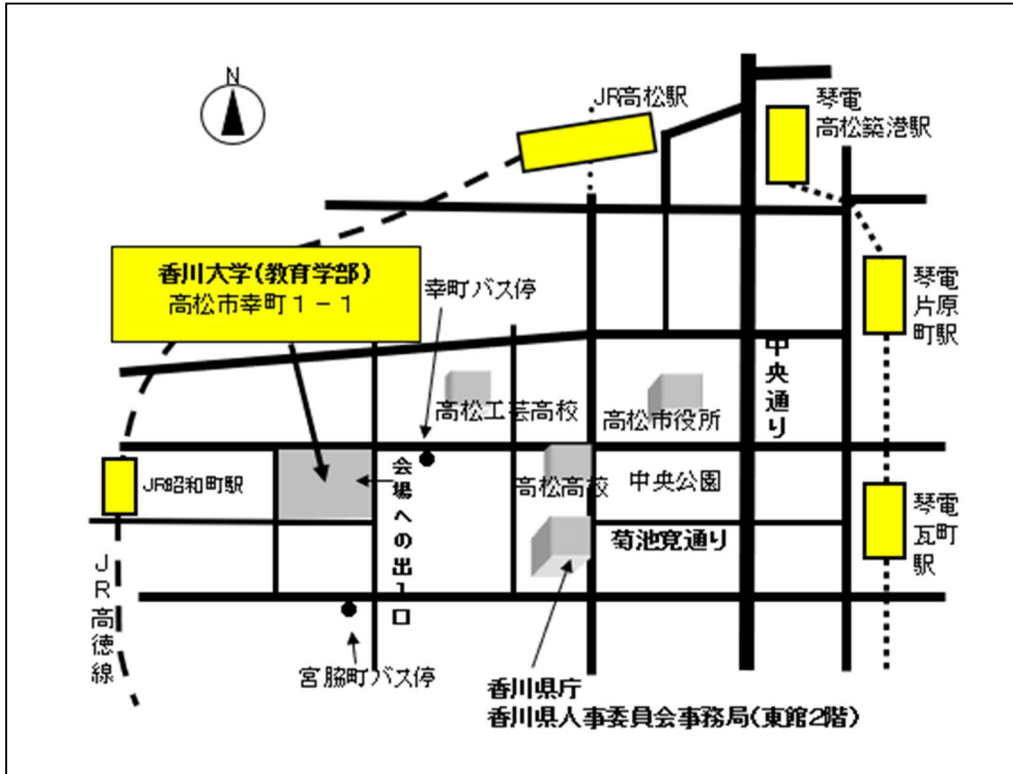 N
JR高松駅
琴電
高松築港駅
香川大学(教育学部)
高松市幸町1-1
幸町バス停
琴電
片原
町駅
中央通り
高松工芸高校
高松市役所
JR昭和町駅
会場への出入口
高松高校
中央公園
琴電
瓦町
駅
菊池寛通り
JR高徳線
宮脇町バス停
香川県庁
香川県人事委員会事務局(東館2階)